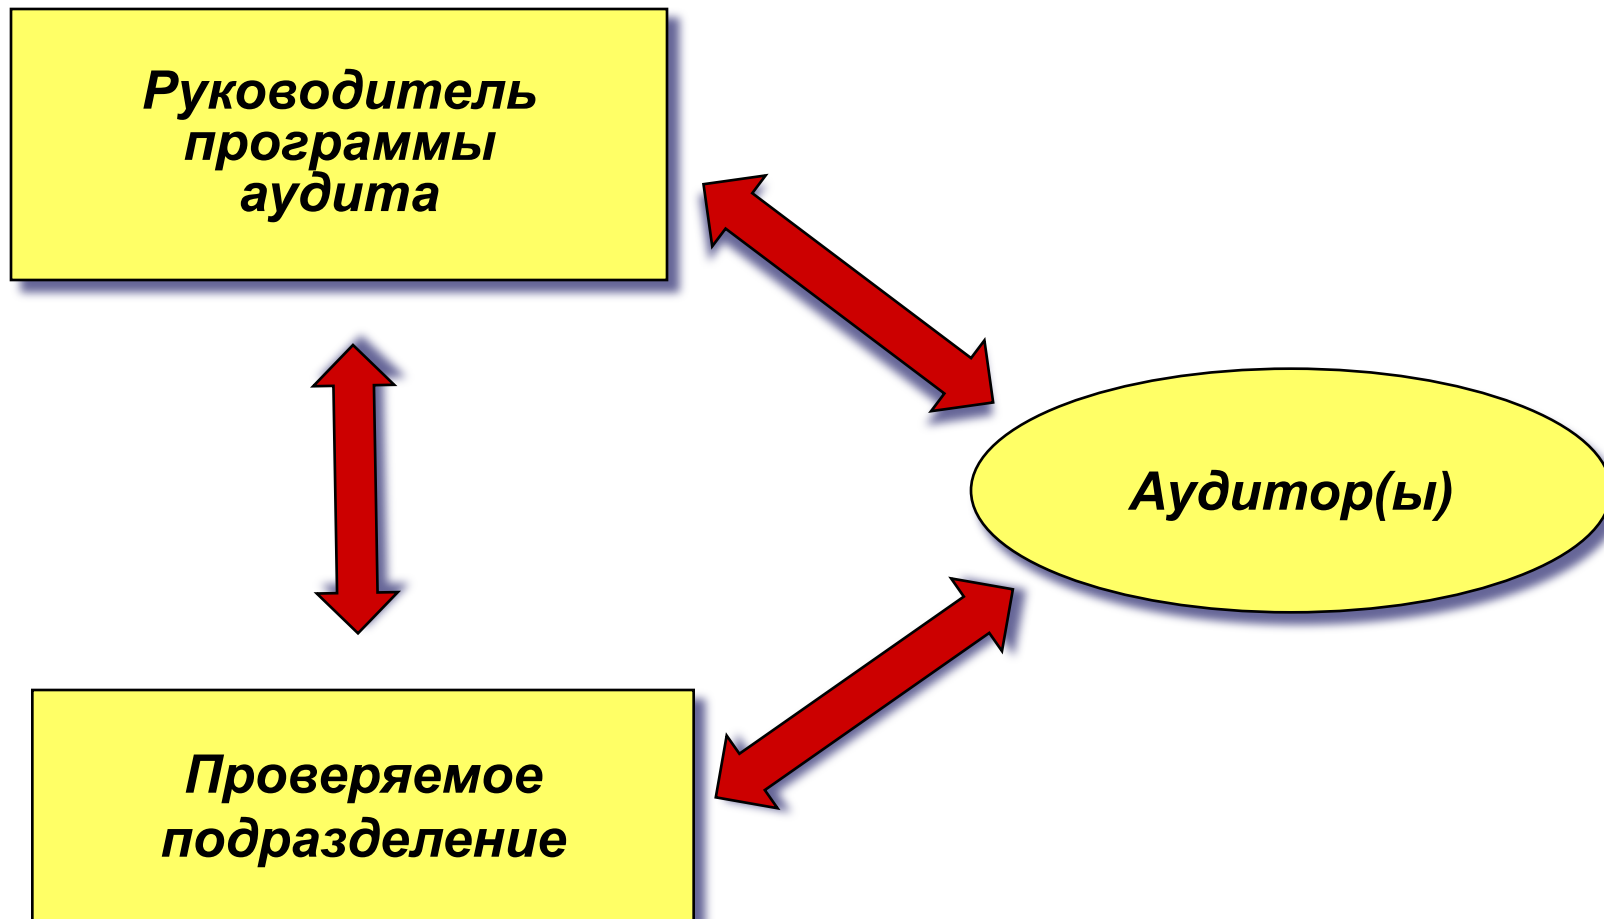 Руководитель
программы
аудита
Аудитор(ы)
Проверяемое
подразделение